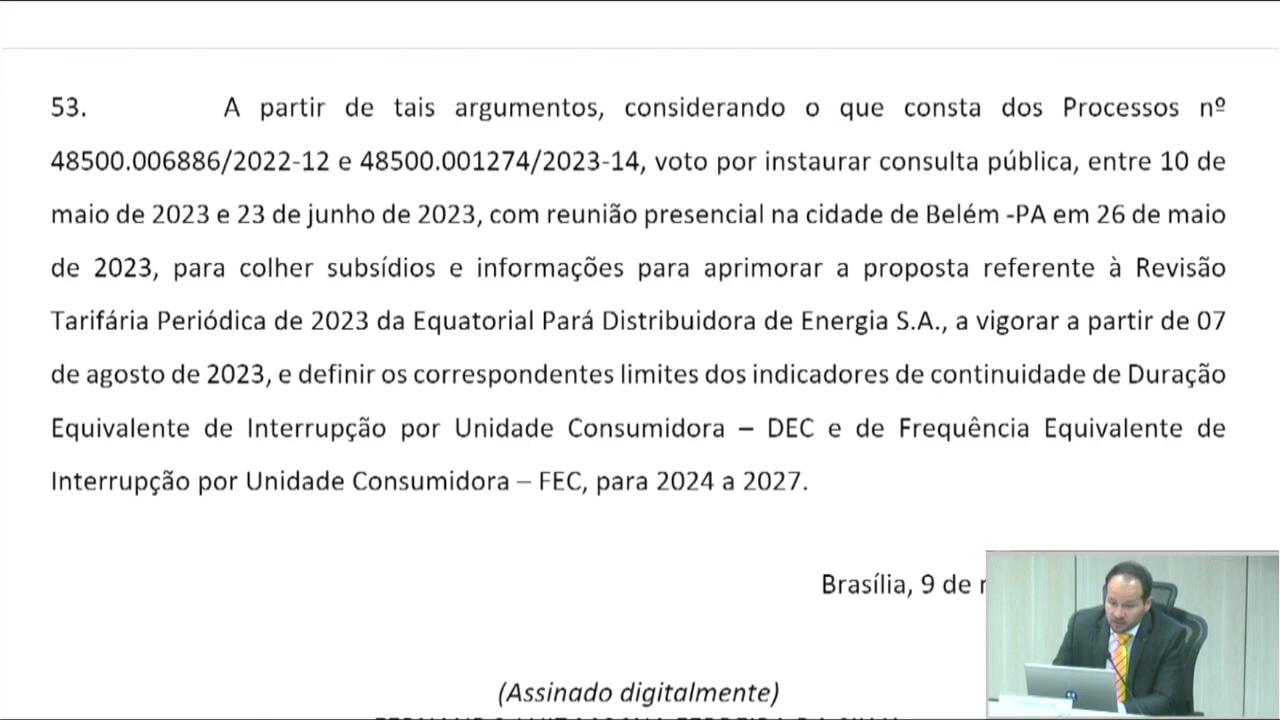 53. A partir de tais argumentos, considerando o que consta dos Processos nº
48500.006886/2022-12 e 48500.001274/2023-14, voto por instaurar consulta pública, entre 10 de
maio de 2023 e 23 de junho de 2023, com reunião presencial na cidade de Belém -PA em 26 de maio
de 2023, para colher subsídios e informações para aprimorar a proposta referente à Revisão
Tarifária Periódica de 2023 da Equatorial Pará Distribuidora de Energia S.A., a vigorar a partir de 07
de agosto de 2023, e definir os correspondentes limites dos indicadores de continuidade de Duração
Equivalente de Interrupção por Unidade Consumidora – DEC e de Frequência Equivalente de
Interrupção por Unidade Consumidora – FEC, para 2024 a 2027.
Brasília, 9 de
(Assinado digitalmente)